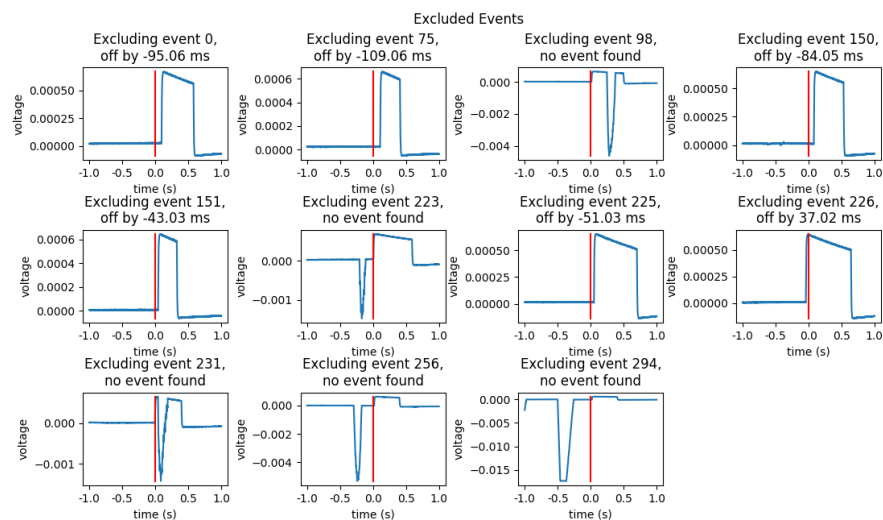 Excluded Events
Excluding event 0,
off by -95.06 ms
Excluding event 75,
off by -109.06 ms
Excluding event 98,
no event found
Excluding event 150,
off by -84.05 ms
voltage
0.00050
0.00025
0.00000
-1.0 -0.5 0.0 0.5 1.0
time (s)
voltage
0.0006
0.0004
0.0002
0.0000
-1.0 -0.5 0.0 0.5 1.0
time (s)
voltage
0.000
−0.002
−0.004
-1.0 -0.5 0.0 0.5 1.0
time (s)
voltage
0.00050
0.00025
0.00000
-1.0 -0.5 0.0 0.5 1.0
time (s)
Excluding event 151,
off by -43.03 ms
Excluding event 223,
no event found
Excluding event 225,
off by -51.03 ms
Excluding event 226,
off by 37.02 ms
voltage
0.0006
0.0004
0.0002
0.0000
-1.0 -0.5 0.0 0.5 1.0
time (s)
voltage
0.000
−0.001
-1.0 -0.5 0.0 0.5 1.0
time (s)
voltage
0.00050
0.00025
0.00000
-1.0 -0.5 0.0 0.5 1.0
time (s)
voltage
0.00050
0.00025
0.00000
-1.0 -0.5 0.0 0.5 1.0
time (s)
Excluding event 231,
no event found
Excluding event 256,
no event found
Excluding event 294,
no event found
voltage
0.000
−0.001
-1.0 -0.5 0.0 0.5 1.0
time (s)
voltage
0.000
−0.002
−0.004
-1.0 -0.5 0.0 0.5 1.0
time (s)
voltage
0.000
−0.005
−0.010
−0.015
-1.0 -0.5 0.0 0.5 1.0
time (s)